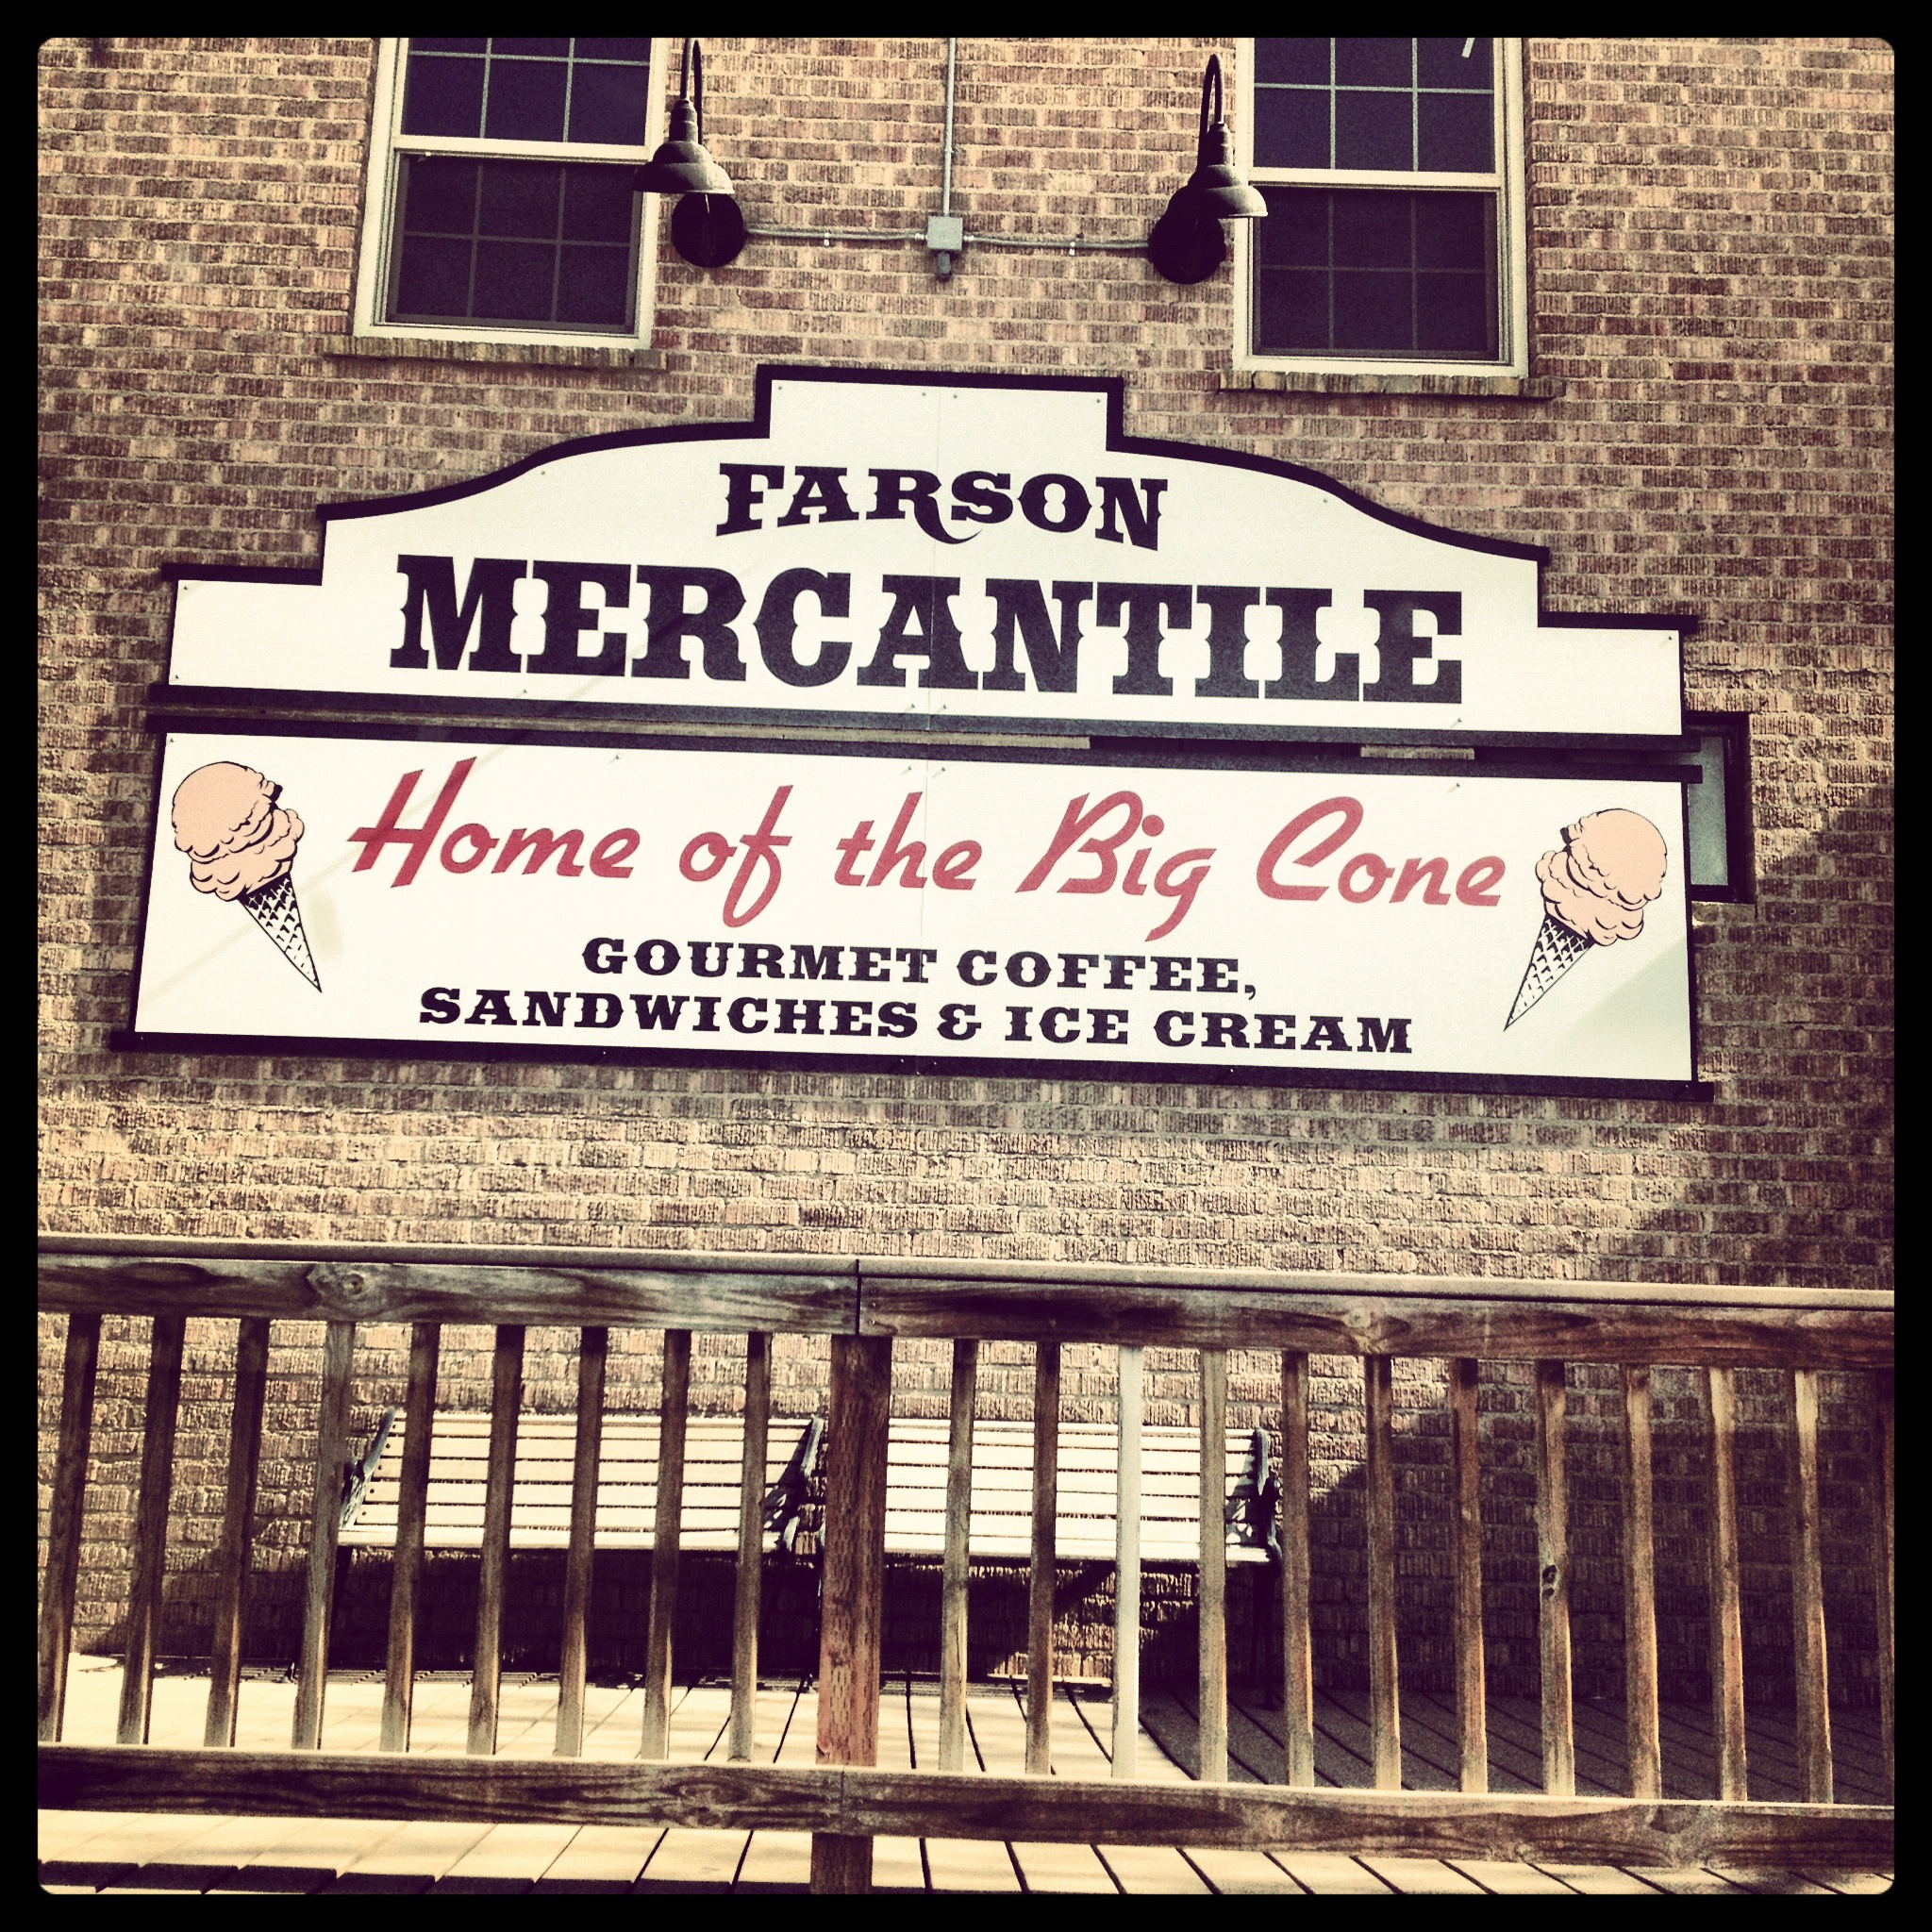 FARSON
MERCANTILE
Home of the Big Cone
GOURMET COFFEE,
SANDWICHES & ICE CREAM